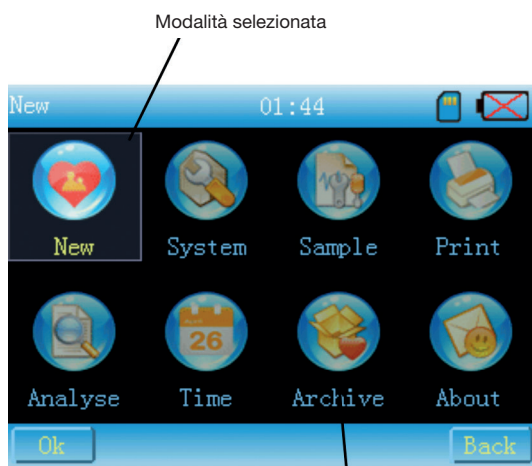 Modalità selezionata
New 01:44
New System Sample Print
26
Analyse Time Archive About
Ok Back